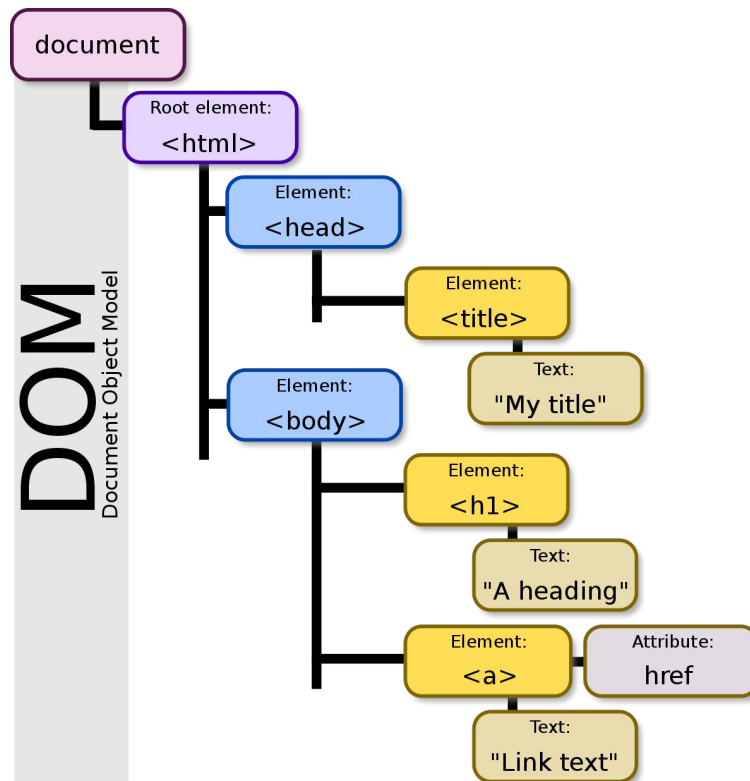 document
Root element:
<html>
Element:
<head>
Element:
<title>
Text:
"My title"
DOM
Document Object Model
Element:
<body>
Element:
<h1>
Text:
"A heading"
Element:
<a>
Attribute:
href
Text:
"Link text"